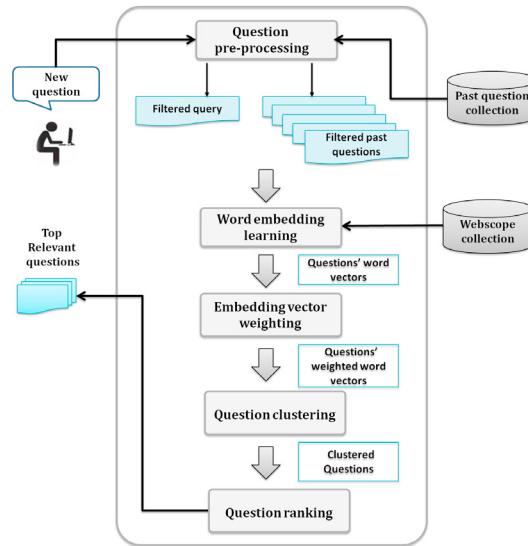 Question
pre-processing
New
question
Filtered query
Filtered past
questions
Past question
collection
Word embedding
learning
Webscope
collection
Top
Relevant
questions
Questions' word
vectors
Embedding vector
weighting
Questions'
weighted word
vectors
Question clustering
Clustered
Questions
Question ranking